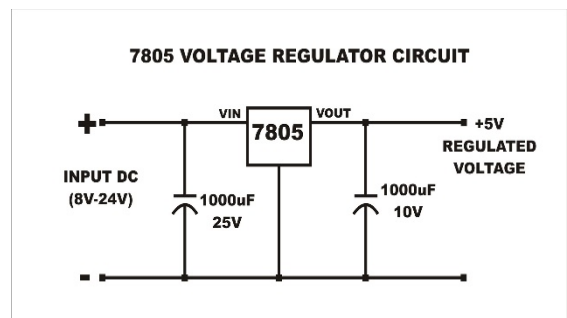 7805 VOLTAGE REGULATOR CIRCUIT
+
VIN
7805
VOUT
+5V
REGULATED
VOLTAGE
INPUT DC
(8V-24V)
1000uF
25V
1000uF
10V
-